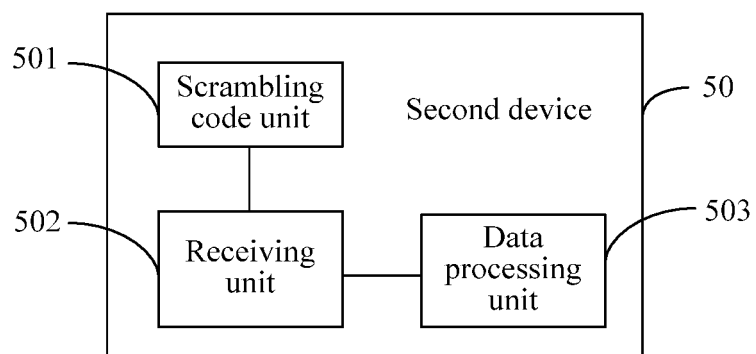 501
Scrambling
code unit
Second device
50
502
Receiving
unit
Data
processing
unit
503